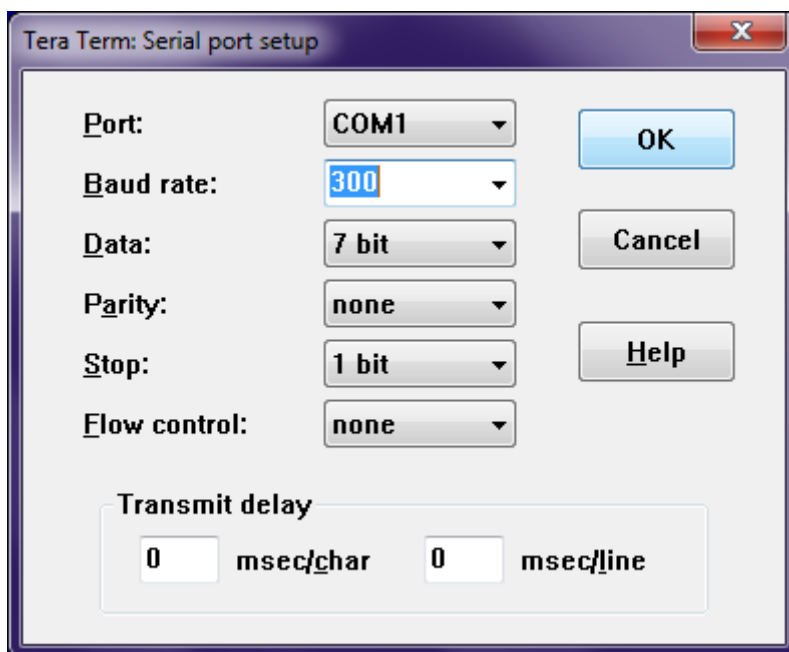 Tera Term: Serial port setup
Port: COM1
OK
Baud rate: 300
Data: 7 bit
Cancel
Parity: none
Stop: 1 bit
Help
Flow control: none
Transmit delay
0 msec/char 0 msec/line